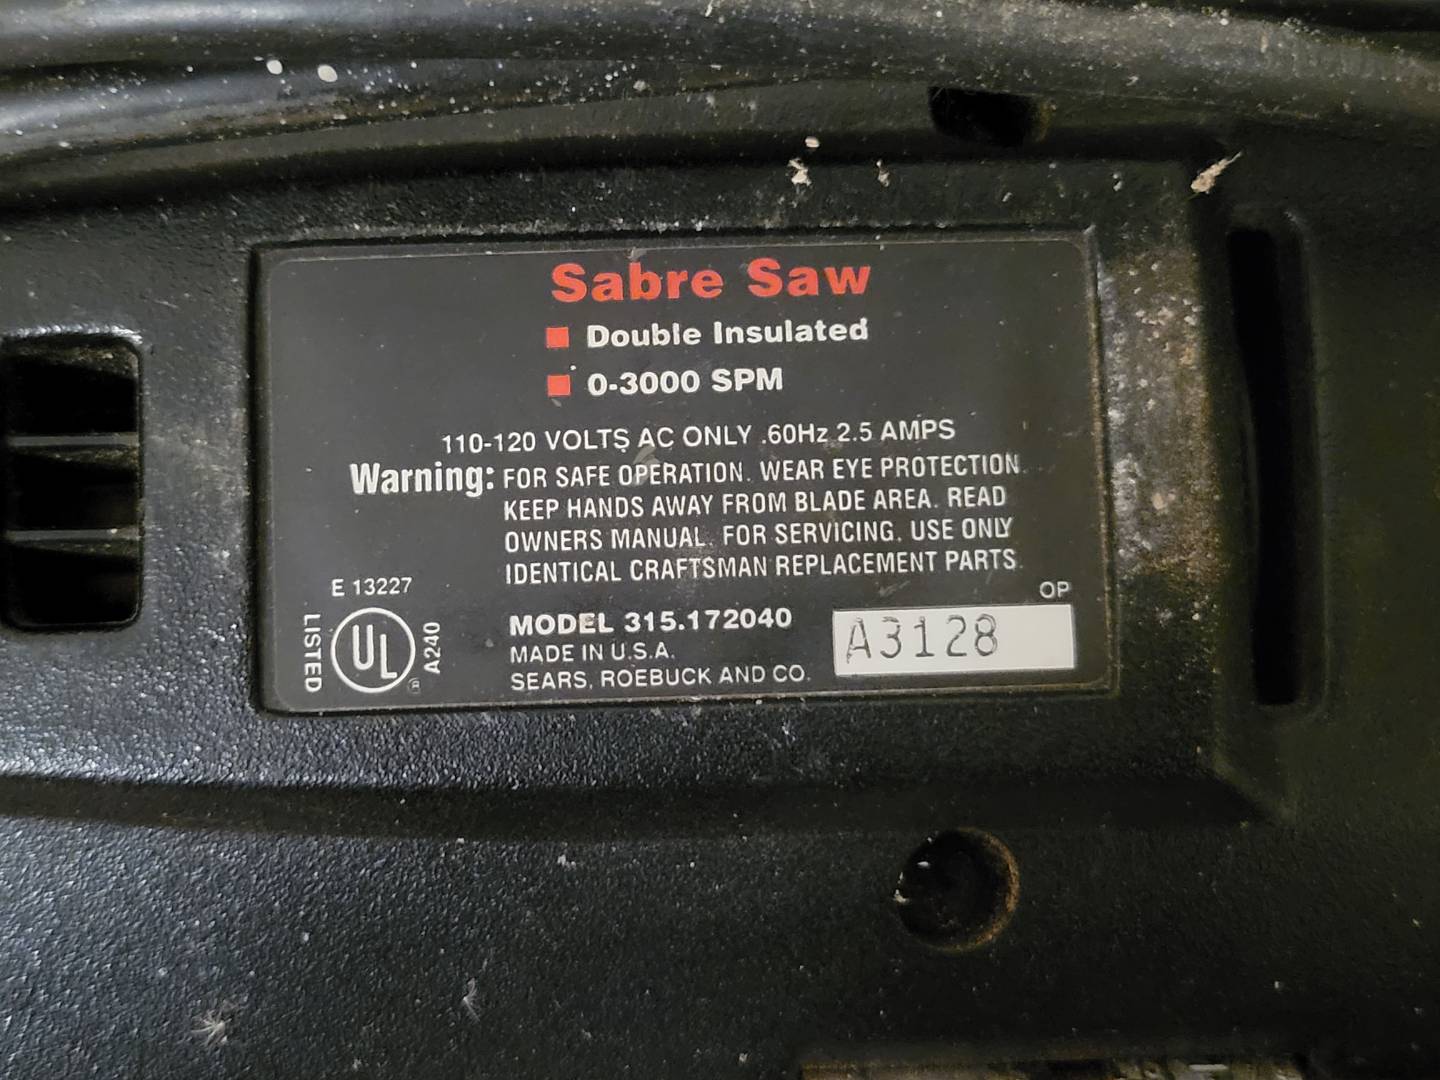 Sabre Saw
Double Insulated
0-3000 SPM
110-120 VOLTS AC ONLY .60Hz 2.5 AMPS
Warning: FOR SAFE OPERATION. WEAR EYE PROTECTION.
KEEP HANDS AWAY FROM BLADE AREA. READ
OWNERS MANUAL. FOR SERVICING, USE ONLY
IDENTICAL CRAFTSMAN REPLACEMENT PARTS.
E 13227
LISTED
UL
®
A240
MODEL 315.172040
MADE IN U.S.A.
SEARS, ROEBUCK AND CO.
OP
A3128